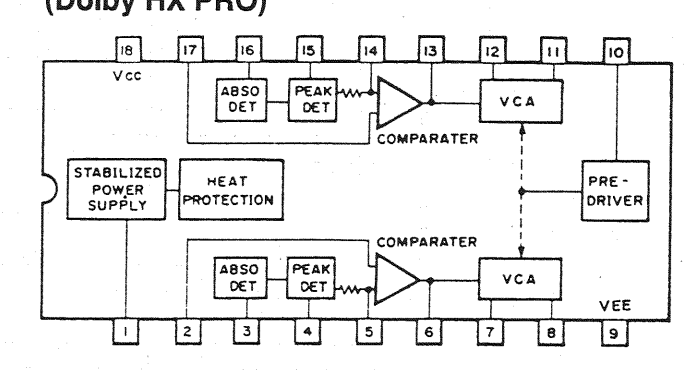 (Dolby HX PRO)
18 17 16 15 14 13 12 11 10
Vcc
ABSO
DET
PEAK
DET
VCA
COMPARATER
STABILIZED
POWER
SUPPLY
HEAT
PROTECTION
PRE-
DRIVER
COMPARATER
ABSO
DET
PEAK
DET
VCA
VEE
1 2 3 4 5 6 7 8 9